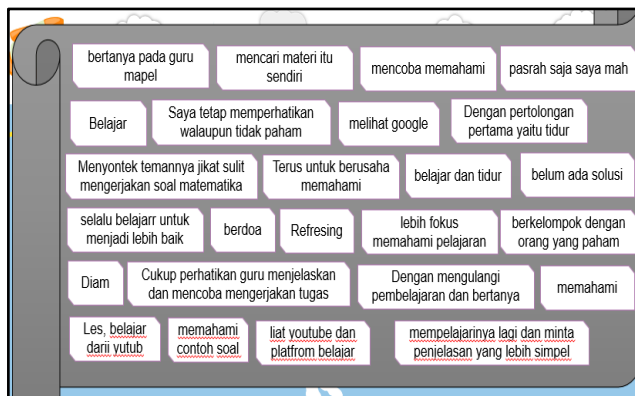 bertanya pada guru
mapel
mencari materi itu
sendiri
mencoba memahami
pasrah saja saya mah
Belajar
Saya tetap memperhatikan
walaupun tidak paham
melihat google
Dengan pertolongan
pertama yaitu tidur
Menyontek temannya jikat sulit
mengerjakan soal matematika
Terus untuk berusaha
memahami
belajar dan tidur
belum ada solusi
selalu belajarr untuk
menjadi lebih baik
berdoa
Refresing
lebih fokus
memahami pelajaran
berkelompok dengan
orang yang paham
Diam
Cukup perhatikan guru menjelaskan
dan mencoba mengerjakan tugas
Dengan mengulangi
pembelajaran dan bertanya
memahami
Les, belajar
darii yutub
memahami
contoh soal
liat youtube dan
platfrom belajar
mempelajarinya lagi dan minta
penjelasan yang lebih simpel